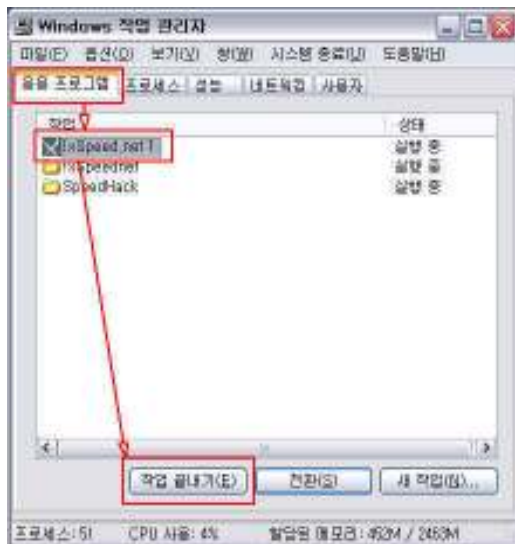 Windows 작업 관리자
파일(F) 옵션(O) 보기(V) 창(W) 시스템 종료(U) 도움말(H)
응용 프로그램 프로세스 성능 네트워킹 사용자
작업 상태
!xSpeed.net ! 실행 중
!xSpeednet 실행 중
SpeedHack 실행 중
작업 끝내기(E) 전환(S) 새 작업(N)...
프로세스: 51 CPU 사용: 4% 할당된 메모리: 452M / 2463M